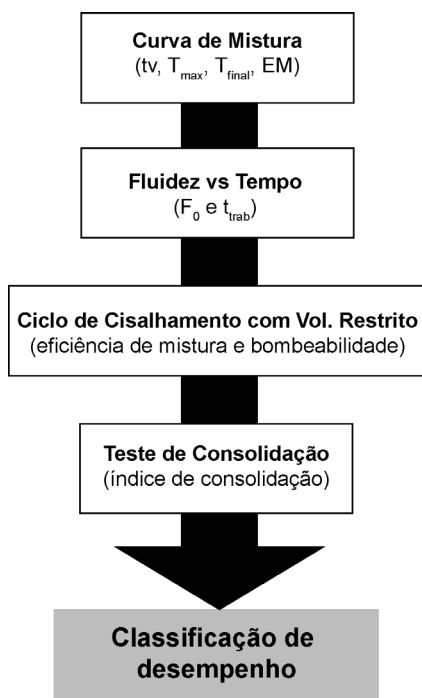 Curva de Mistura
(tv, Tmax, Tfinal, EM)
Fluidez vs Tempo
(F0 e ttrab)
Ciclo de Cisalhamento com Vol. Restrito
(eficiência de mistura e bombeabilidade)
Teste de Consolidação
(índice de consolidação)
Classificação de
desempenho